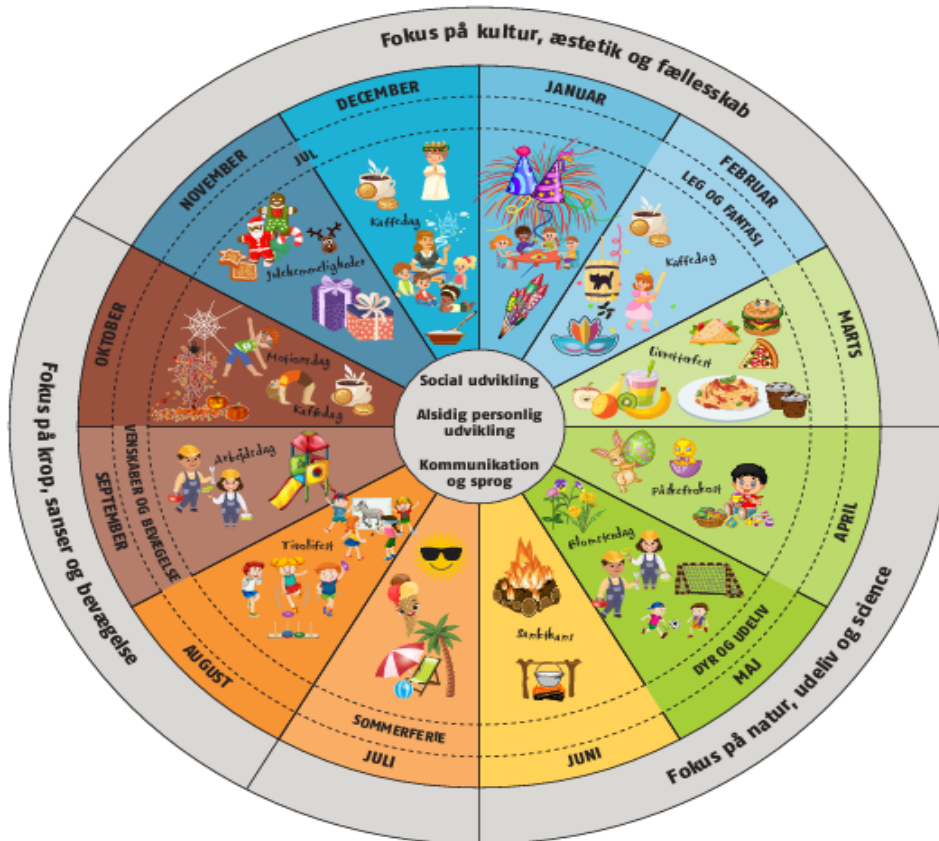 Fokus på kultur, æstetik og fællesskab
DECEMBER
JANUAR
NOVEMBER
FEBRUAR
JUL
LEG OG FANTASI
Kaffedag
Julehemmeligheder
Kaffedag
OKTOBER
MARTS
Motionsdag
Kaffedag
Livretterfest
Social udvikling
Alsidig personlig
udvikling
Kommunikation
og sprog
Fokus på krop, sanser og bevægelse
SEPTEMBER
VENSKABER OG BEVÆGELSE
Arbejdsdag
Påskefrokost
APRIL
Tivolifest
Blomsterdag
Sankthans
AUGUST
SOMMERFERIE
DYR OG UDELIV
MAJ
JULI
JUNI
Fokus på natur, udeliv og science